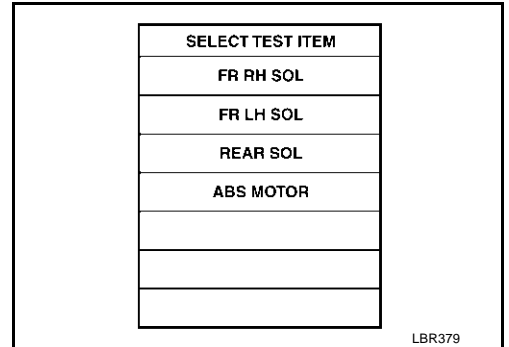 SELECT TEST ITEM
FR RH SOL
FR LH SOL
REAR SOL
ABS MOTOR
LBR379